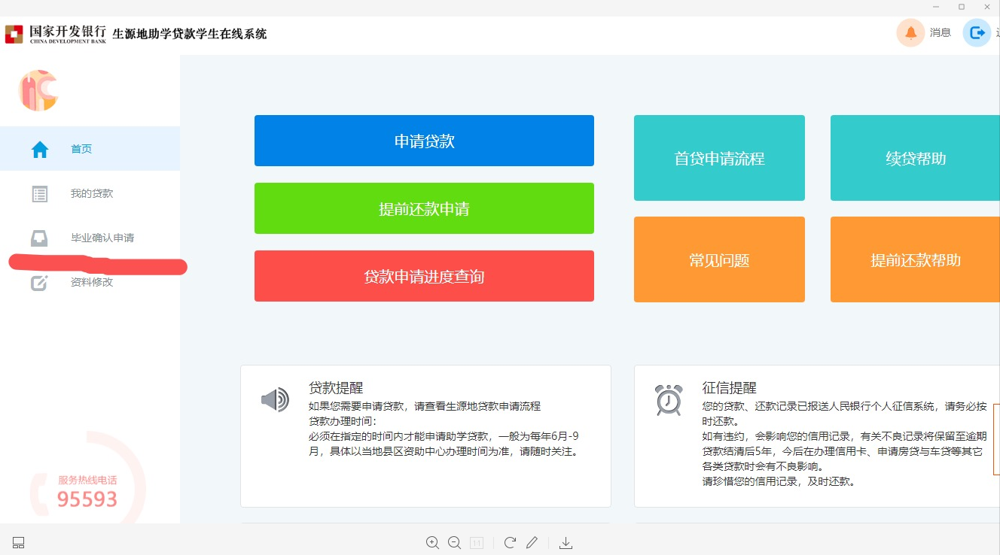 国家开发银行 生源地助学贷款学生在线系统
CHINA DEVELOPMENT BANK
消息
首页
我的贷款
毕业确认申请
资料修改
服务热线电话
95593
申请贷款
提前还款申请
贷款申请进度查询
首贷申请流程
续贷帮助
常见问题
提前还款帮助
贷款提醒
如果您需要申请贷款，请查看生源地贷款申请流程
贷款办理时间：
必须在指定的时间内才能申请助学贷款，一般为每年6月-9
月，具体以当地县区资助中心办理时间为准，请随时关注。
征信提醒
您的贷款、还款记录已报送人民银行个人征信系统，请务必按
时还款。
如有违约，会影响您的信用记录，有关不良记录将保留至逾期
贷款结清后5年，今后在办理信用卡、申请房贷与车贷等其它
各类贷款时会有不良影响。
请珍惜您的信用记录，及时还款。
1:1